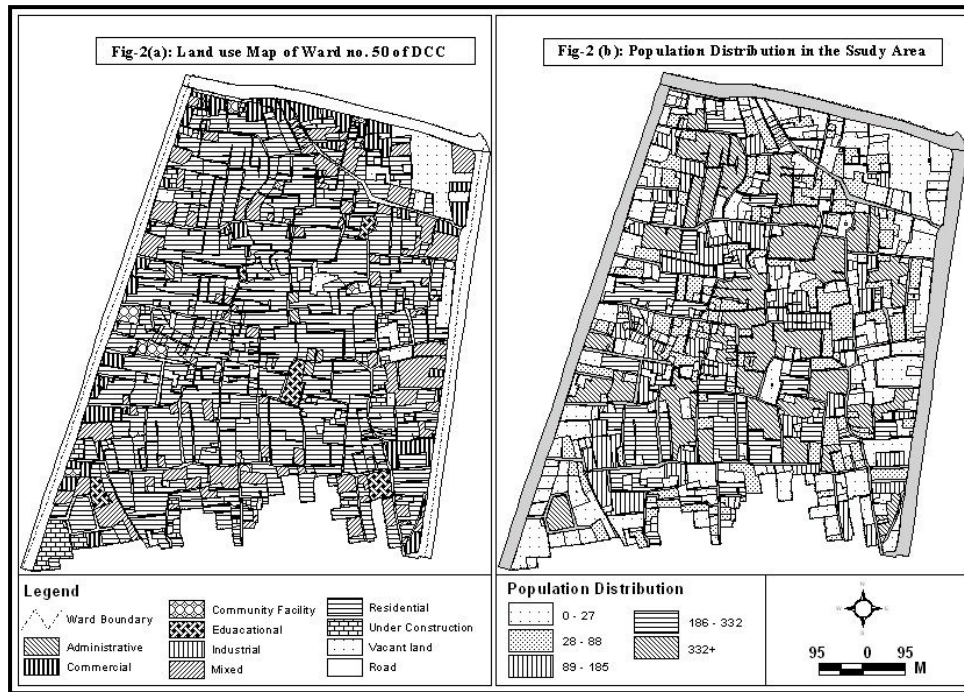 Fig-2(a): Land use Map of Ward no. 50 of DCC
Fig-2 (b): Population Distribution in the Ssudy Area
Legend
Ward Boundary
Administrative
Commercial
Community Facility
Eduacational
Industrial
Mixed
Residential
Under Construction
Vacant land
Road
Population Distribution
0 - 27
28 - 88
89 - 185
186 - 332
332+
N
W
E
S
95 0 95
M